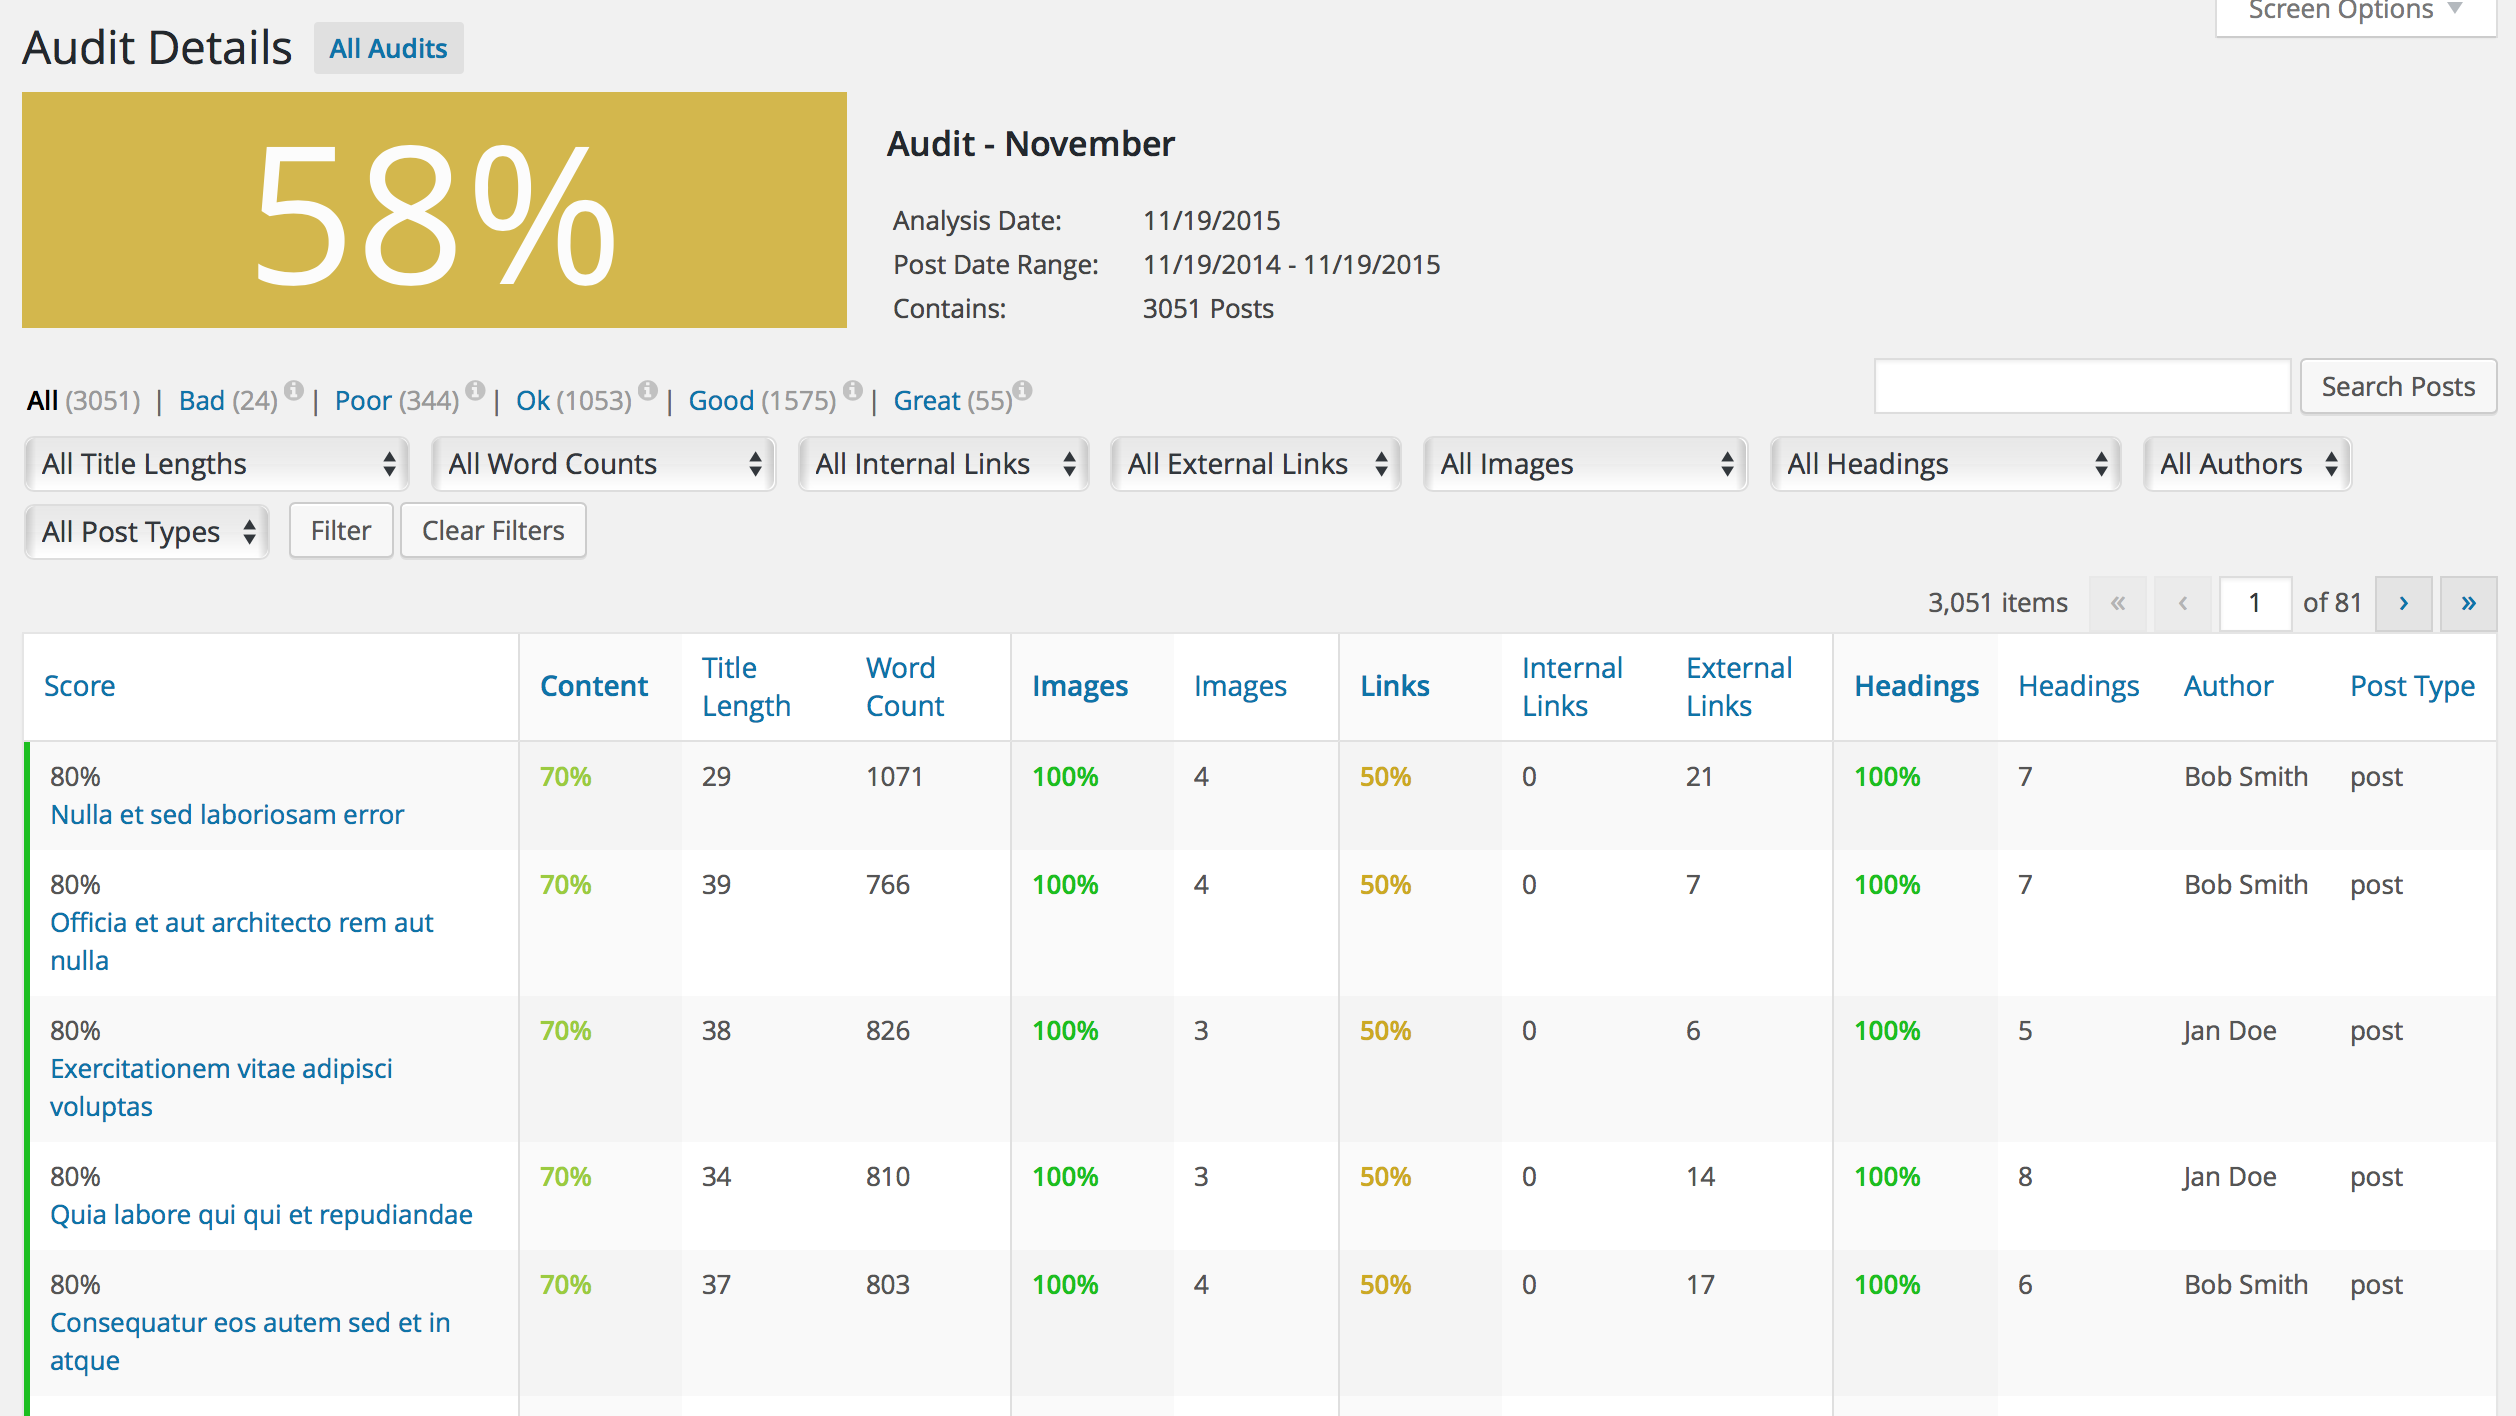 Screen Options
Audit Details All Audits
58%
Audit - November
Analysis Date: 11/19/2015
Post Date Range: 11/19/2014 - 11/19/2015
Contains: 3051 Posts
All (3051) | Bad (24) | Poor (344) | Ok (1053) | Good (1575) | Great (55)
Search Posts
All Title Lengths All Word Counts All Internal Links All External Links All Images All Headings All Authors
All Post Types Filter Clear Filters
3,051 items « ‹ 1 of 81 › »
Score Content Title Length Word Count Images Images Links Internal Links External Links Headings Headings Author Post Type
80% 70% 29 1071 100% 4 50% 0 21 100% 7 Bob Smith post
Nulla et sed laboriosam error
80% 70% 39 766 100% 4 50% 0 7 100% 7 Bob Smith post
Officia et aut architecto rem aut
nulla
80% 70% 38 826 100% 3 50% 0 6 100% 5 Jan Doe post
Exercitationem vitae adipisci
voluptas
80% 70% 34 810 100% 3 50% 0 14 100% 8 Jan Doe post
Quia labore qui qui et repudiandae
80% 70% 37 803 100% 4 50% 0 17 100% 6 Bob Smith post
Consequatur eos autem sed et in
atque